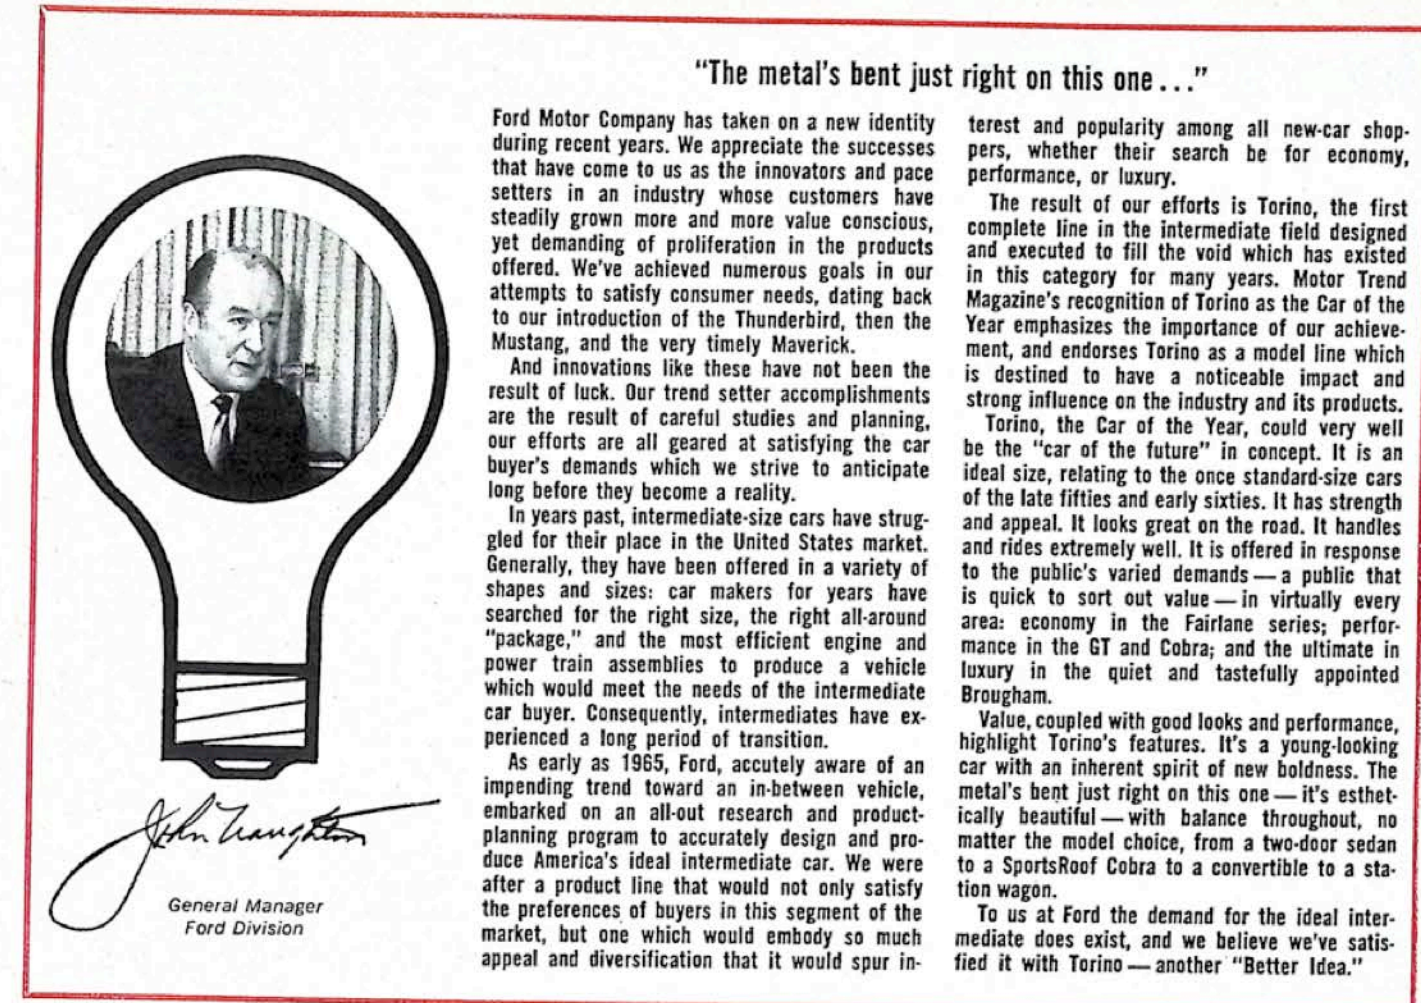 "The metal's bent just right on this one..."
Ford Motor Company has taken on a new identity
during recent years. We appreciate the successes
that have come to us as the innovators and pace
setters in an industry whose customers have
steadily grown more and more value conscious,
yet demanding of proliferation in the products
offered. We've achieved numerous goals in our
attempts to satisfy consumer needs, dating back
to our introduction of the Thunderbird, then the
Mustang, and the very timely Maverick.
And innovations like these have not been the
result of luck. Our trend setter accomplishments
are the result of careful studies and planning,
our efforts are all geared at satisfying the car
buyer's demands which we strive to anticipate
long before they become a reality.
In years past, intermediate-size cars have strug-
gled for their place in the United States market.
Generally, they have been offered in a variety of
shapes and sizes: car makers for years have
searched for the right size, the right all-around
"package," and the most efficient engine and
power train assemblies to produce a vehicle
which would meet the needs of the intermediate
car buyer. Consequently, intermediates have ex-
perienced a long period of transition.
As early as 1965, Ford, accutely aware of an
impending trend toward an in-between vehicle,
embarked on an all-out research and product-
planning program to accurately design and pro-
duce America's ideal intermediate car. We were
after a product line that would not only satisfy
the preferences of buyers in this segment of the
market, but one which would embody so much
appeal and diversification that it would spur in-
terest and popularity among all new-car shop-
pers, whether their search be for economy,
performance, or luxury.
The result of our efforts is Torino, the first
complete line in the intermediate field designed
and executed to fill the void which has existed
in this category for many years. Motor Trend
Magazine's recognition of Torino as the Car of the
Year emphasizes the importance of our achieve-
ment, and endorses Torino as a model line which
is destined to have a noticeable impact and
strong influence on the industry and its products.
Torino, the Car of the Year, could very well
be the "car of the future" in concept. It is an
ideal size, relating to the once standard-size cars
of the late fifties and early sixties. It has strength
and appeal. It looks great on the road. It handles
and rides extremely well. It is offered in response
to the public's varied demands — a public that
is quick to sort out value — in virtually every
area: economy in the Fairlane series; perfor-
mance in the GT and Cobra; and the ultimate in
luxury in the quiet and tastefully appointed
Brougham.
Value, coupled with good looks and performance,
highlight Torino's features. It's a young-looking
car with an inherent spirit of new boldness. The
metal's bent just right on this one — it's esthet-
ically beautiful — with balance throughout, no
matter the model choice, from a two-door sedan
to a SportsRoof Cobra to a convertible to a sta-
tion wagon.
To us at Ford the demand for the ideal inter-
mediate does exist, and we believe we've satis-
fied it with Torino — another "Better Idea."
John Naughton
General Manager
Ford Division